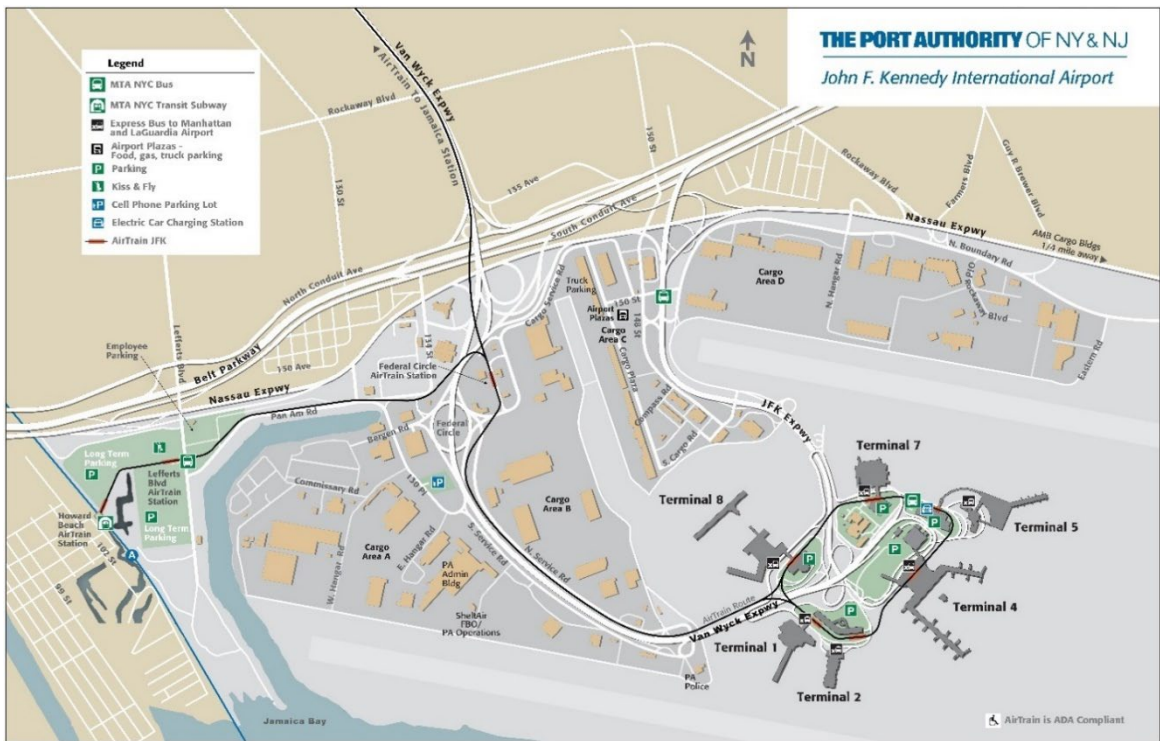 THE PORT AUTHORITY OF NY & NJ
John F. Kennedy International Airport
Legend
MTA NYC Bus
MTA NYC Transit Subway
Express Bus to Manhattan
and LaGuardia Airport
Airport Plazas -
Food, gas, truck parking
Parking
Kiss & Fly
Cell Phone Parking Lot
Electric Car Charging Station
AirTrain JFK
N
Van Wyck Expwy
AirTrain To Jamaica Station
Rockaway Blvd
130 St
150 St
155 Ave
South Conduit Ave
North Conduit Ave
Rockaway Blvd
Farmers Blvd
Guy R Brewer Blvd
Nassau Expwy
AMB Cargo Bldgs
1/4 mile away
N. Boundary Rd
N. Hangar Rd
Cargo
Area D
Rockaway Blvd
Eastern Rd
Cargo Service Rd
Truck
Parking
150 St
Airport
Plazas
148 St
Cargo
Area C
Cargo Plaza
Compass Rd
S. Cargo Rd
JFK Expwy
Lefferts Blvd
Employee
Parking
150 Ave
Belt Parkway
Nassau Expwy
134 St
Federal Circle
AirTrain Station
Pan Am Rd
Federal
Circle
Bergen Rd
130 Pl
Commissary Rd
Long Term
Parking
Lefferts
Blvd
AirTrain
Station
Long Term
Parking
Howard
Beach
AirTrain
Station
A
102 St
99 St
Cargo
Area A
W. Hangar Rd
E. Hangar Rd
PA
Admin
Bldg
ShelтAir
FBO/
PA Operations
Cargo
Area B
S. Service Rd
N. Service Rd
AirTrain Route
Van Wyck Expwy
PA
Police
Terminal 7
Terminal 8
Terminal 5
Terminal 4
Terminal 1
Terminal 2
Jamaica Bay
AirTrain is ADA Compliant